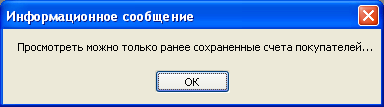 Информационное сообщение
Просмотреть можно только ранее сохраненные счета покупателей...
OK